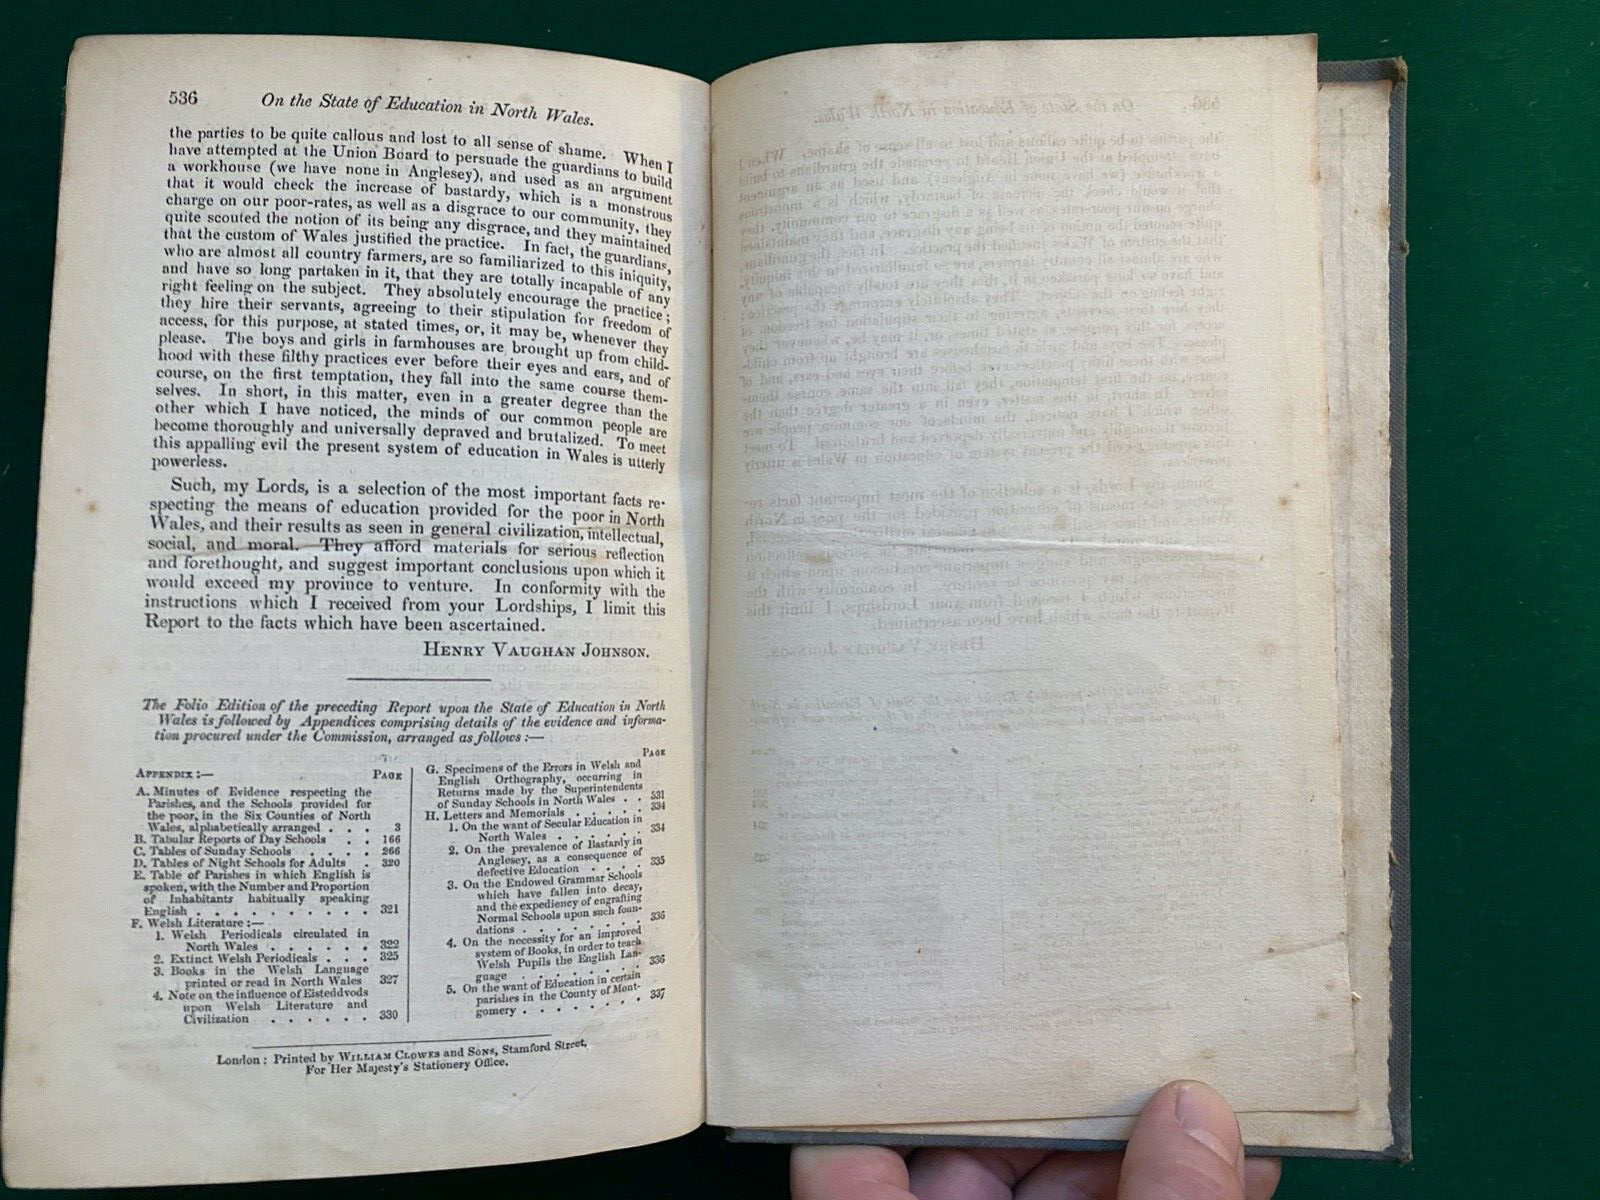 536 On the State of Education in North Wales.
the parties to be quite callous and lost to all sense of shame. When I
have attempted at the Union Board to persuade the guardians to build
a workhouse (we have none in Anglesey), and used as an argument
that it would check the increase of bastardy, which is a monstrous
charge on our poor-rates, as well as a disgrace to our community, they
quite scouted the notion of its being any disgrace, and they maintained
that the custom of Wales justified the practice. In fact, the guardians,
who are almost all country farmers, are so familiarized to this iniquity,
and have so long partaken in it, that they are totally incapable of any
right feeling on the subject. They absolutely encourage the practice;
they hire their servants, agreeing to their stipulation for freedom of
access, for this purpose, at stated times, or, it may be, whenever they
please. The boys and girls in farmhouses are brought up from child-
hood with these filthy practices ever before their eyes and ears, and of
course, on the first temptation, they fall into the same course them-
selves. In short, in this matter, even in a greater degree than the
other which I have noticed, the minds of our common people are
become thoroughly and universally depraved and brutalized. To meet
this appalling evil the present system of education in Wales is utterly
powerless.
Such, my Lords, is a selection of the most important facts re-
specting the means of education provided for the poor in North
Wales, and their results as seen in general civilization, intellectual,
social, and moral. They afford materials for serious reflection
and forethought, and suggest important conclusions upon which it
would exceed my province to venture. In conformity with the
instructions which I received from your Lordships, I limit this
Report to the facts which have been ascertained.
HENRY VAUGHAN JOHNSON.
The Folio Edition of the preceding Report upon the State of Education in North
Wales is followed by Appendices comprising details of the evidence and informa-
tion procured under the Commission, arranged as follows:—
APPENDIX:— PAGE
A. Minutes of Evidence respecting the
Parishes, and the Schools provided for
the poor, in the Six Counties of North
Wales, alphabetically arranged . . . 3
B. Tabular Reports of Day Schools . . 166
C. Tables of Sunday Schools . . . . 266
D. Tables of Night Schools for Adults . 320
E. Table of Parishes in which English is
spoken, with the Number and Proportion
of Inhabitants habitually speaking
English . . . . . . . . . . 321
F. Welsh Literature:—
1. Welsh Periodicals circulated in
North Wales . . . . . . 322
2. Extinct Welsh Periodicals . . . 325
3. Books in the Welsh Language
printed or read in North Wales 327
4. Note on the influence of Eisteddvods
upon Welsh Literature and
Civilization . . . . . . 330
PAGE
G. Specimens of the Errors in Welsh and
English Orthography, occurring in
Returns made by the Superintendents
of Sunday Schools in North Wales . . 331
H. Letters and Memorials . . . . . 334
1. On the want of Secular Education in
North Wales . . . . . . 334
2. On the prevalence of Bastardy in
Anglesey, as a consequence of
defective Education . . . . 335
3. On the Endowed Grammar Schools
which have fallen into decay,
and the expediency of engrafting
Normal Schools upon such foun-
dations . . . . . . . . 336
4. On the necessity for an improved
system of Books, in order to teach
Welsh Pupils the English Lan-
guage . . . . . . . . 336
5. On the want of Education in certain
parishes in the County of Mont-
gomery . . . . . . . . 337
London: Printed by WILLIAM CLOWES and SONS, Stamford Street,
For Her Majesty's Stationery Office.